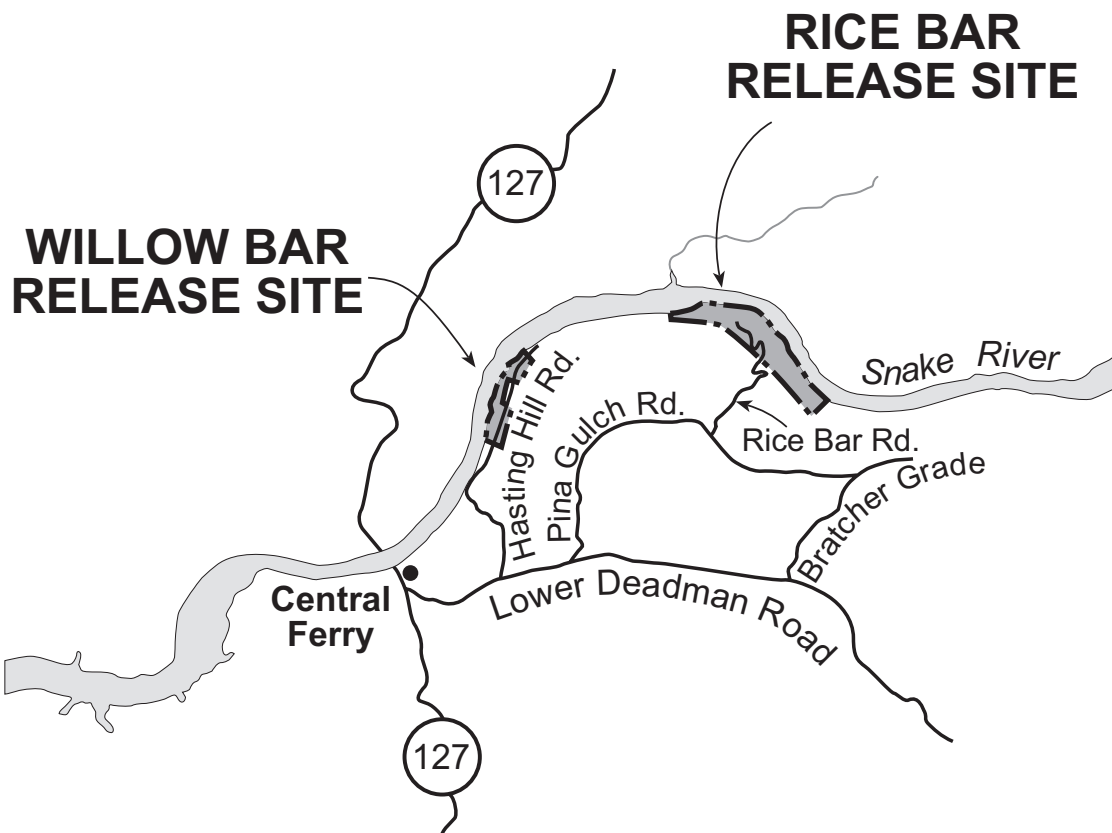 RICE BAR
RELEASE SITE
127
WILLOW BAR
RELEASE SITE
Snake River
Hasting Hill Rd.
Pina Gulch Rd.
Rice Bar Rd.
Bratcher Grade
Central
Ferry
Lower Deadman Road
127